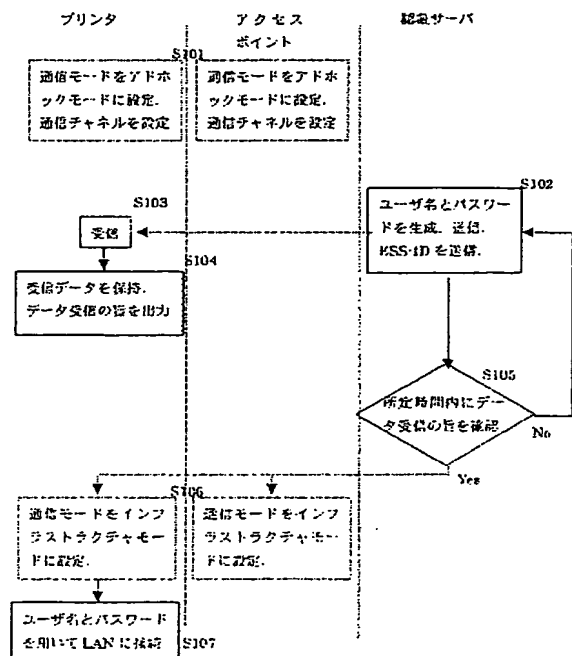 プリンタ
アクセス
ポイント
認証サーバ
S101
通信モードをアドホ
ックモードに設定.
通信チャネルを設定
通信モードをアドホ
ックモードに設定.
通信チャネルを設定
S102
ユーザ名とパスワー
ドを生成、送信.
ESS-IDを送信.
S103
受信
S104
受信データを保持.
データ受信の旨を出力
S105
所定時間内にデー
タ受信の旨を確認
No
Yes
S106
通信モードをインフ
ラストラクチャモー
ドに設定.
通信モードをインフ
ラストラクチャモー
ドに設定.
ユーザ名とパスワード
を用いてLANに接続
S107